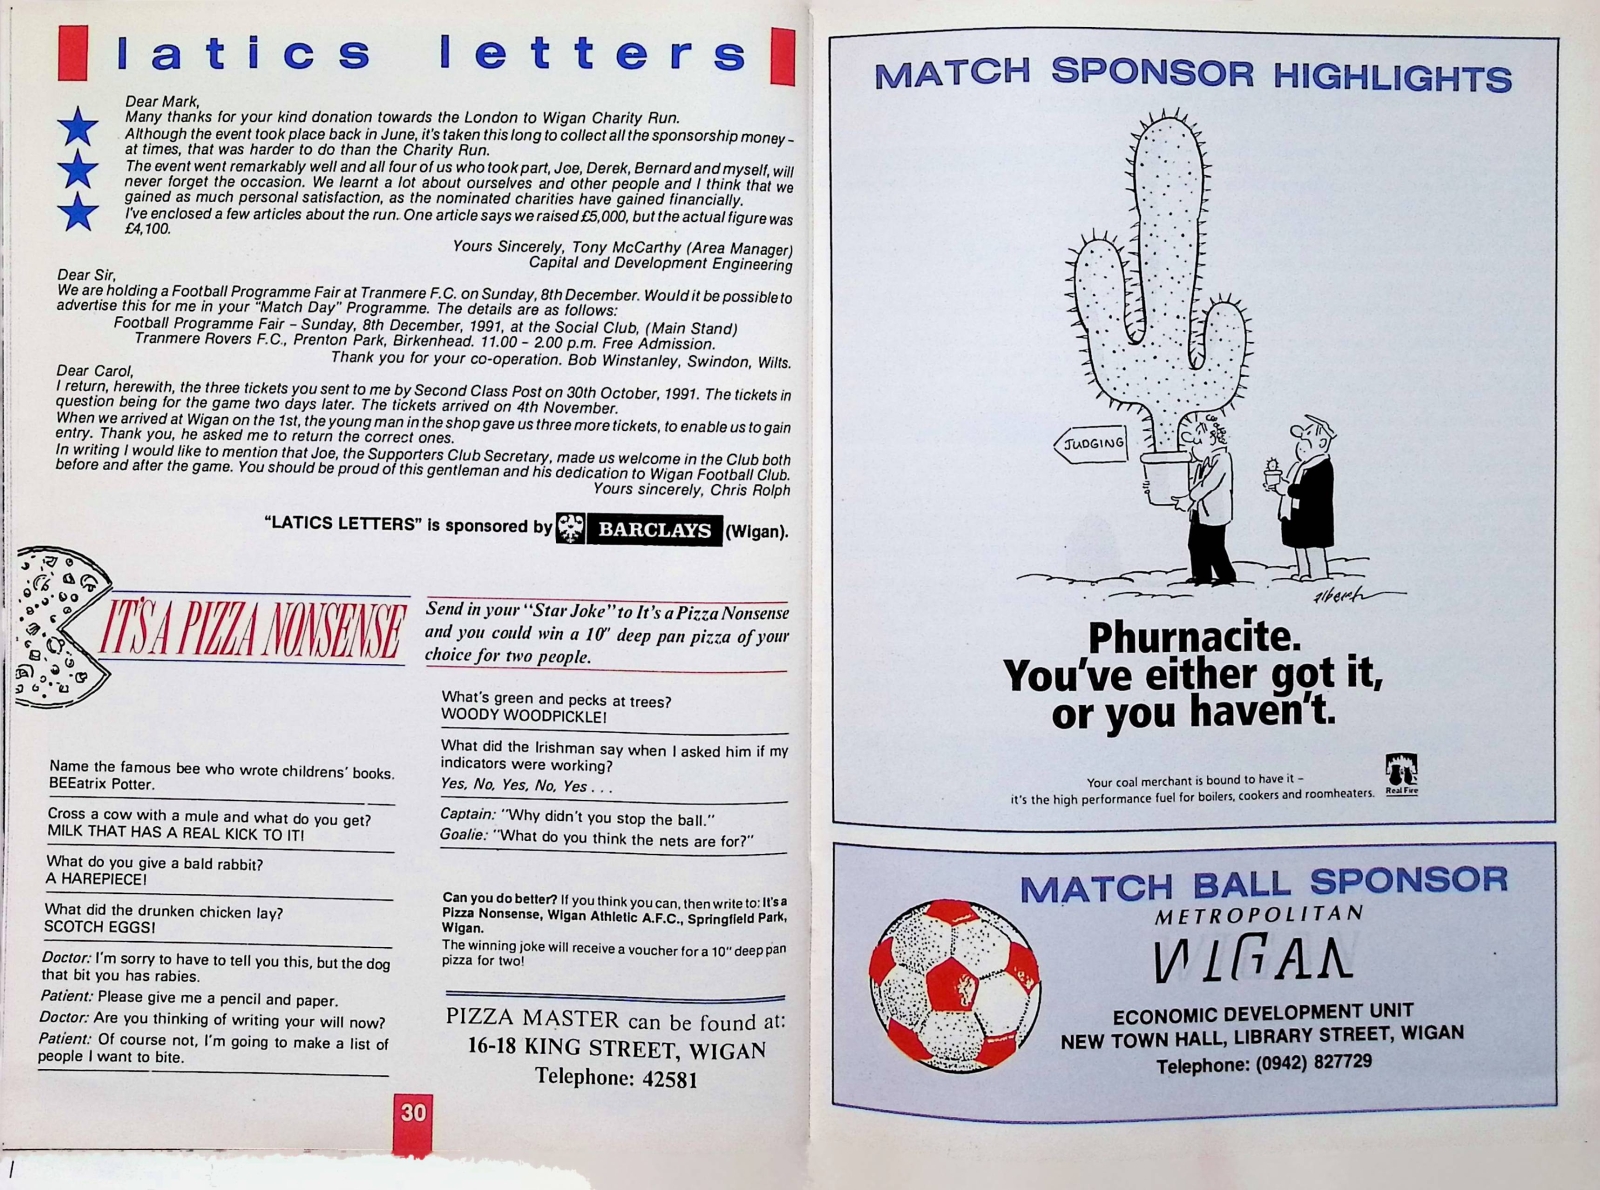 latics letters
Dear Mark,
Many thanks for your kind donation towards the London to Wigan Charity Run.
Although the event took place back in June, it's taken this long to collect all the sponsorship money –
at times, that was harder to do than the Charity Run.
The event went remarkably well and all four of us who took part, Joe, Derek, Bernard and myself, will
never forget the occasion. We learnt a lot about ourselves and other people and I think that we
gained as much personal satisfaction, as the nominated charities have gained financially.
I've enclosed a few articles about the run. One article says we raised £5,000, but the actual figure was
£4,100.
Yours Sincerely, Tony McCarthy (Area Manager)
Capital and Development Engineering
Dear Sir,
We are holding a Football Programme Fair at Tranmere F.C. on Sunday, 8th December. Would it be possible to
advertise this for me in your "Match Day" Programme. The details are as follows:
Football Programme Fair – Sunday, 8th December, 1991, at the Social Club, (Main Stand)
Tranmere Rovers F.C., Prenton Park, Birkenhead. 11.00 - 2.00 p.m. Free Admission.
Thank you for your co-operation. Bob Winstanley, Swindon, Wilts.
Dear Carol,
I return, herewith, the three tickets you sent to me by Second Class Post on 30th October, 1991. The tickets in
question being for the game two days later. The tickets arrived on 4th November.
When we arrived at Wigan on the 1st, the young man in the shop gave us three more tickets, to enable us to gain
entry. Thank you, he asked me to return the correct ones.
In writing I would like to mention that Joe, the Supporters Club Secretary, made us welcome in the Club both
before and after the game. You should be proud of this gentleman and his dedication to Wigan Football Club.
Yours sincerely, Chris Rolph
"LATICS LETTERS" is sponsored by BARCLAYS (Wigan).
IT'S A PIZZA NONSENSE
Send in your "Star Joke" to It's a Pizza Nonsense
and you could win a 10" deep pan pizza of your
choice for two people.
Name the famous bee who wrote childrens' books.
BEEatrix Potter.
Cross a cow with a mule and what do you get?
MILK THAT HAS A REAL KICK TO IT!
What do you give a bald rabbit?
A HAREPIECE!
What did the drunken chicken lay?
SCOTCH EGGS!
Doctor: I'm sorry to have to tell you this, but the dog
that bit you has rabies.
Patient: Please give me a pencil and paper.
Doctor: Are you thinking of writing your will now?
Patient: Of course not, I'm going to make a list of
people I want to bite.
What's green and pecks at trees?
WOODY WOODPICKLE!
What did the Irishman say when I asked him if my
indicators were working?
Yes, No, Yes, No, Yes . . .
Captain: "Why didn't you stop the ball."
Goalie: "What do you think the nets are for?"
Can you do better? If you think you can, then write to: It's a
Pizza Nonsense, Wigan Athletic A.F.C., Springfield Park,
Wigan.
The winning joke will receive a voucher for a 10" deep pan
pizza for two!
PIZZA MASTER can be found at:
16-18 KING STREET, WIGAN
Telephone: 42581
30
MATCH SPONSOR HIGHLIGHTS
JUDGING
Phurnacite.
You've either got it,
or you haven't.
Your coal merchant is bound to have it –
it's the high performance fuel for boilers, cookers and roomheaters.
Real Fire
MATCH BALL SPONSOR
METROPOLITAN
WIGAN
ECONOMIC DEVELOPMENT UNIT
NEW TOWN HALL, LIBRARY STREET, WIGAN
Telephone: (0942) 827729